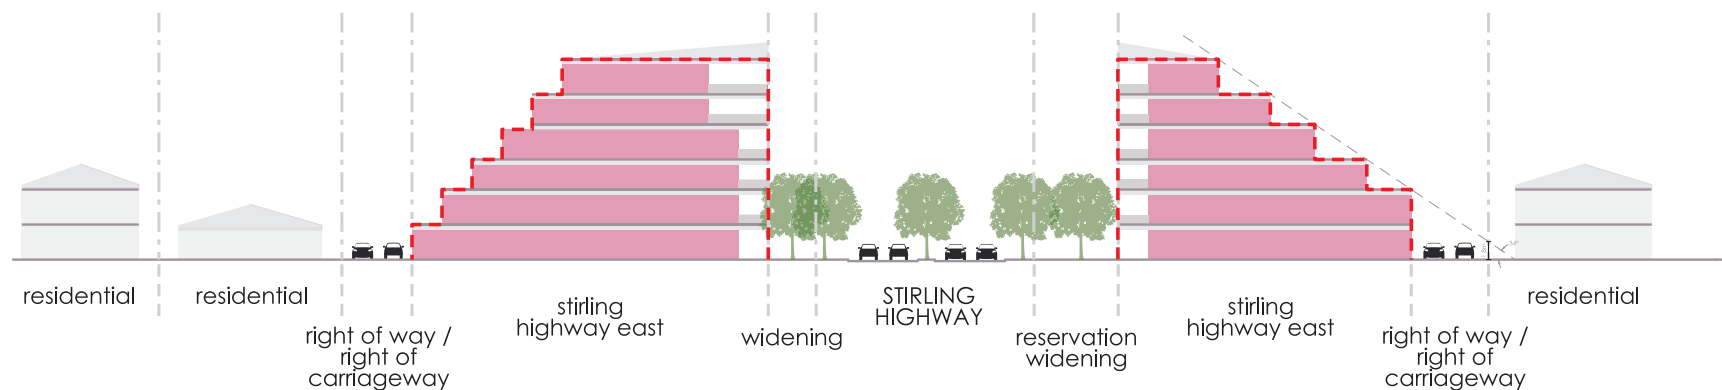 residential
residential
right of way /
right of
carriageway
stirling
highway east
widening
STIRLING
HIGHWAY
reservation
widening
stirling
highway east
right of way /
right of
carriageway
residential